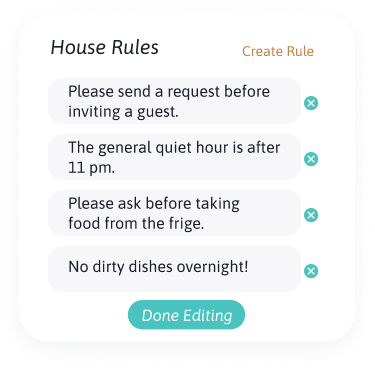 House Rules
Create Rule
Please send a request before
inviting a guest.
The general quiet hour is after
11 pm.
Please ask before taking
food from the frige.
No dirty dishes overnight!
Done Editing